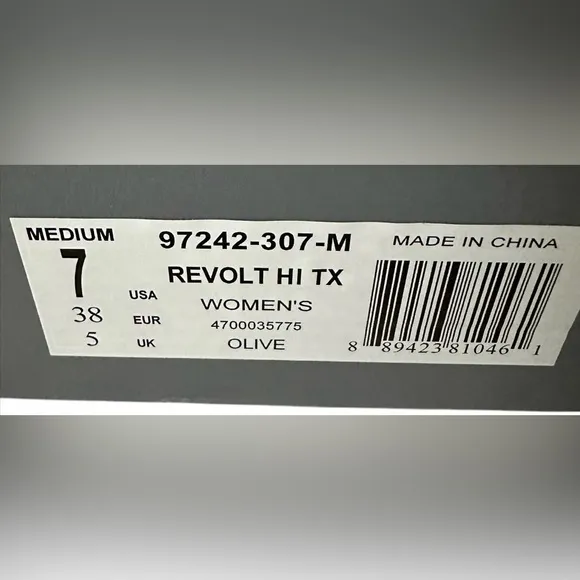 MEDIUM
7 USA
38 EUR
5 UK
97242-307-M
REVOLT HI TX
WOMEN'S
4700035775
OLIVE
MADE IN CHINA
8 89423 81046 1